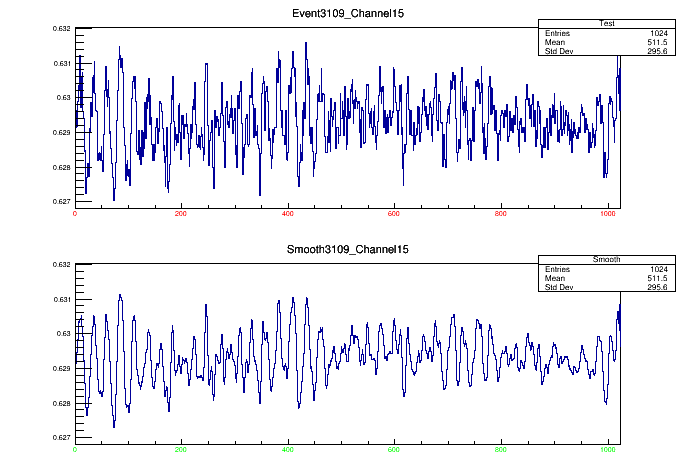 Event3109_Channel15
Test
Entries 1024
Mean 511.5
Std Dev 295.6
0.632
0.631
0.63
0.629
0.628
0.627
0 200 400 600 800 1000
Smooth3109_Channel15
Smooth
Entries 1024
Mean 511.5
Std Dev 295.6
0.632
0.631
0.63
0.629
0.628
0.627
0 200 400 600 800 1000